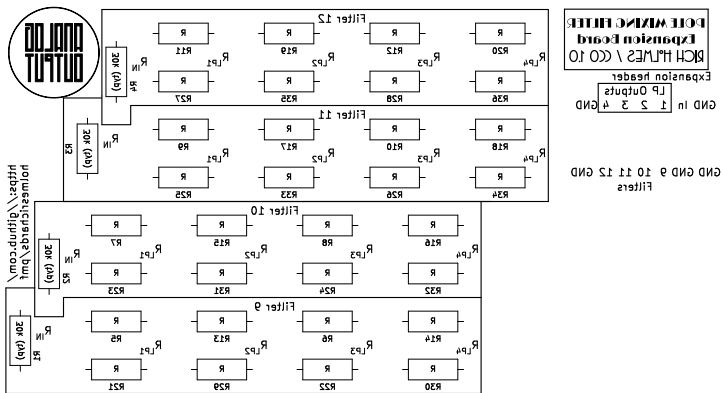 ANALOG
OUTPUT
Filter 12
R R R R
R11 R19 R12 R20
30k (typ)
RIN
R4
RLP1 RLP2 RLP3 RLP4
R R R R
R27 R35 R28 R36
Filter 11
R R R R
R9 R17 R10 R18
30k (typ)
RIN
R3
RLP1 RLP2 RLP3 RLP4
R R R R
R25 R33 R26 R34
Filter 10
R R R R
R7 R15 R8 R16
30k (typ)
RIN
R2
RLP1 RLP2 RLP3 RLP4
R R R R
R23 R31 R24 R32
Filter 9
R R R R
R5 R13 R6 R14
30k (typ)
RIN
R1
RLP1 RLP2 RLP3 RLP4
R R R R
R21 R29 R22 R30
https://github.com/
holmesrichards/pmf
POLE MIXING FILTER
Expansion Board
RICH HOLMES / CC0 1.0
Expansion header
LP Outputs
GND In 1 2 3 4 GND
GND GND 9 10 11 12 GND
Filters